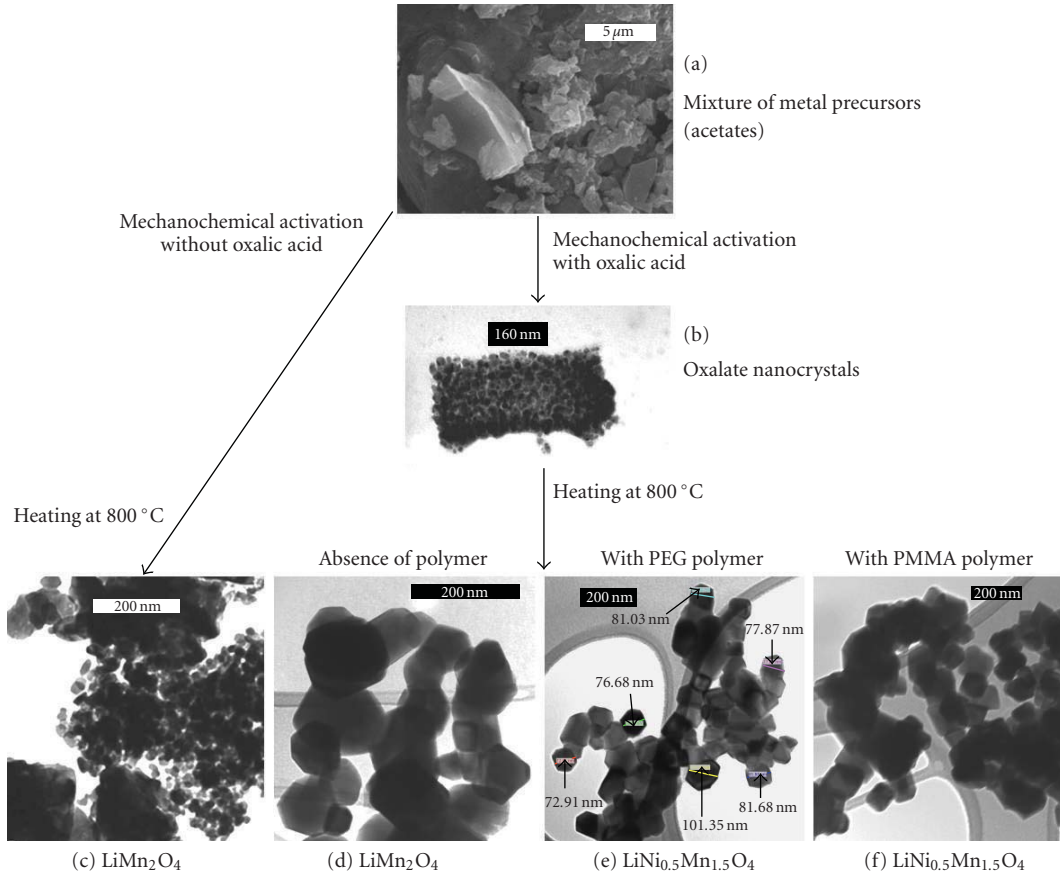 5 µm
(a)
Mixture of metal precursors
(acetates)
Mechanochemical activation
without oxalic acid
Mechanochemical activation
with oxalic acid
160 nm
(b)
Oxalate nanocrystals
Heating at 800 °C
Heating at 800 °C
Absence of polymer
With PEG polymer
With PMMA polymer
200 nm
200 nm
200 nm
200 nm
81.03 nm
77.87 nm
76.68 nm
72.91 nm
101.35 nm
81.68 nm
(c) LiMn₂O₄
(d) LiMn₂O₄
(e) LiNi₀.₅Mn₁.₅O₄
(f) LiNi₀.₅Mn₁.₅O₄